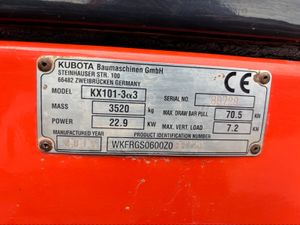 KUBOTA Baumaschinen GmbH
STEINHAUSER STR. 100
66482 ZWEIBRÜCKEN GERMANY
CE
MODEL KX101-3α3 SERIAL NO.
MASS 3520 kg MAX. DRAW BAR PULL 70.5 KN
POWER 22.9 KW MAX. VERT. LOAD 7.2 KN
MANUFACTURED YEAR PRODUCT IDENTIFICATION NUMBER
WKFRGS0600Z0